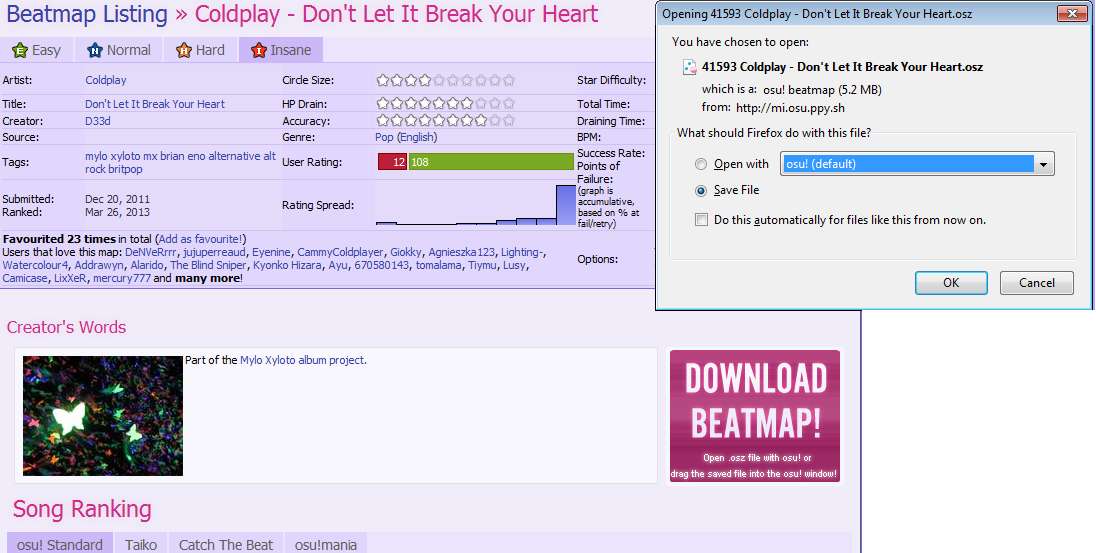 Beatmap Listing » Coldplay - Don't Let It Break Your Heart
E Easy
N Normal
H Hard
I Insane
Artist: Coldplay Circle Size: Star Difficulty:
Title: Don't Let It Break Your Heart HP Drain: Total Time:
Creator: D33d Accuracy: Draining Time:
Source: Genre: Pop (English) BPM:
Tags: mylo xyloto mx brian eno alternative alt
rock britpop
User Rating: 12 108 Success Rate:
Submitted: Dec 20, 2011
Ranked: Mar 26, 2013
Rating Spread:
Points of
Failure:
(graph is
accumulative,
based on % at
fail/retry)
Favourited 23 times in total (Add as favourite!)
Users that love this map: DeNVeRrrr, jujuperreaud, Eyenine, CammyColdplayer, Giokky, Agnieszka123, Lighting-,
Watercolour4, Addrawyn, Alarido, The Blind Sniper, Kyonko Hizara, Ayu, 670580143, tomalama, Tiymu, Lusy,
Camicase, LixXeR, mercury777 and many more!
Options:
Creator's Words
Part of the Mylo Xyloto album project.
DOWNLOAD
BEATMAP!
Open .osz file with osu! or
drag the saved file into the osu! window!
Song Ranking
osu! Standard Taiko Catch The Beat osu!mania
Opening 41593 Coldplay - Don't Let It Break Your Heart.osz
You have chosen to open:
41593 Coldplay - Don't Let It Break Your Heart.osz
which is a: osu! beatmap (5.2 MB)
from: http://mi.osu.ppy.sh
What should Firefox do with this file?
Open with osu! (default)
Save File
Do this automatically for files like this from now on.
OK Cancel